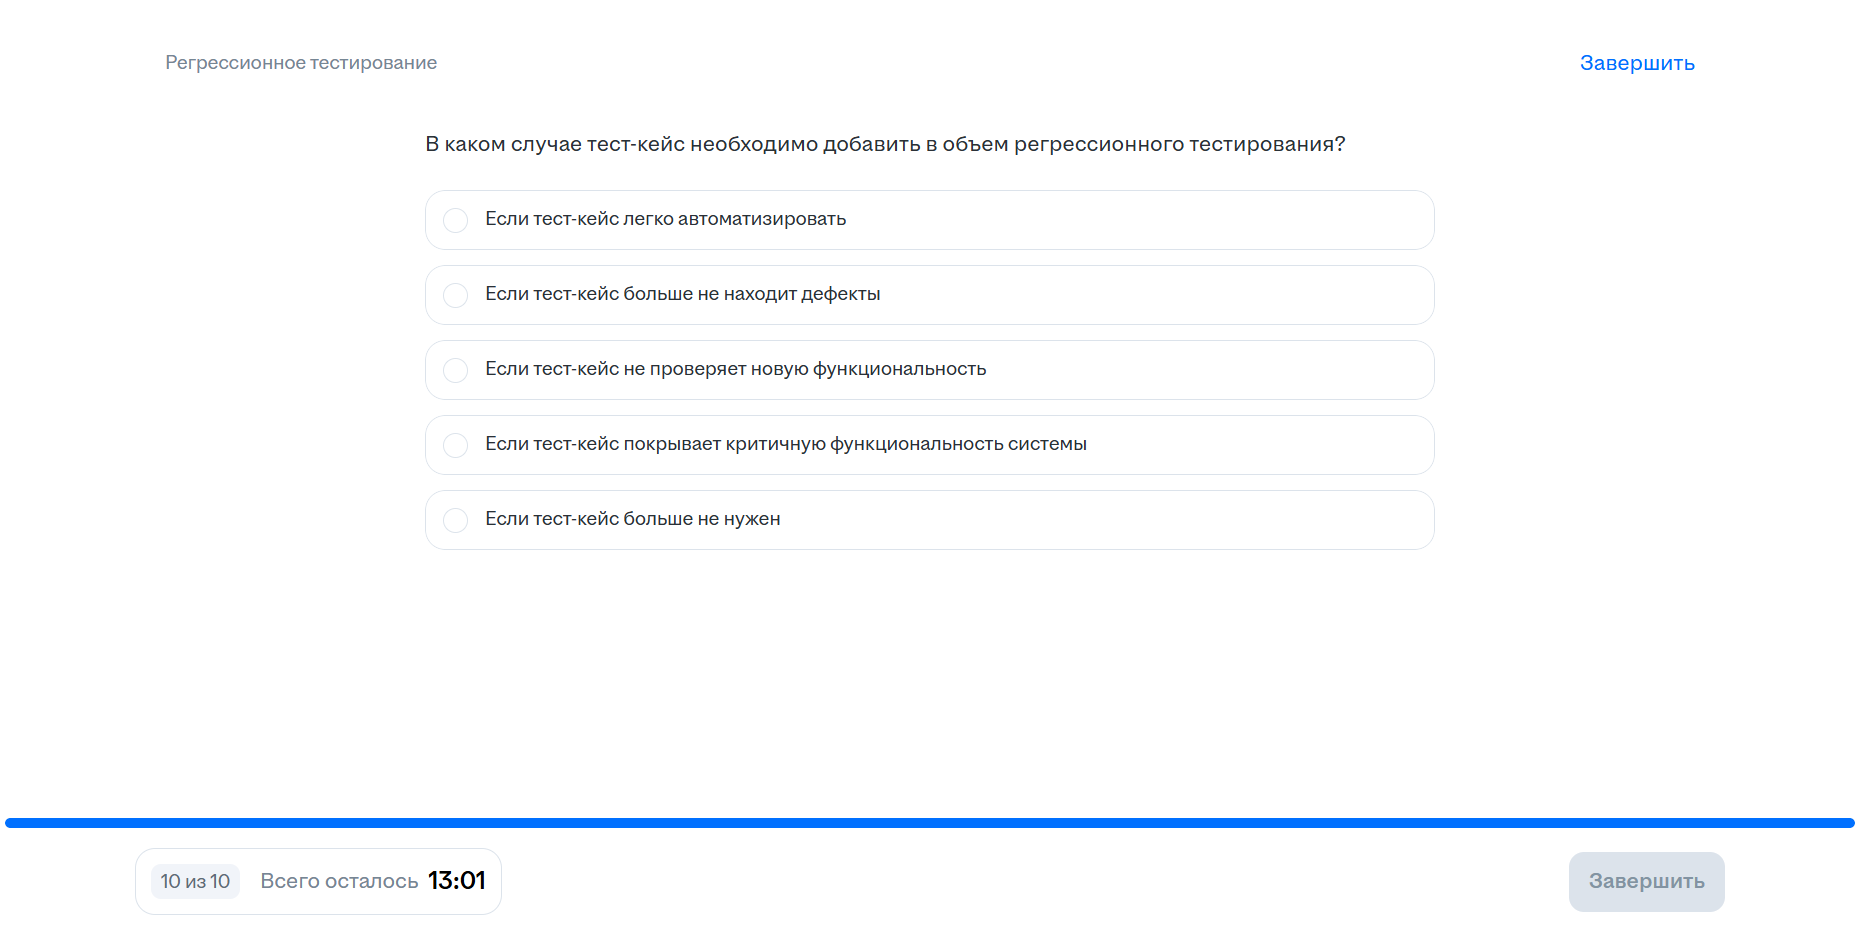 Регрессионное тестирование
Завершить
В каком случае тест-кейс необходимо добавить в объем регрессионного тестирования?
Если тест-кейс легко автоматизировать
Если тест-кейс больше не находит дефекты
Если тест-кейс не проверяет новую функциональность
Если тест-кейс покрывает критичную функциональность системы
Если тест-кейс больше не нужен
10 из 10 Всего осталось 13:01
Завершить